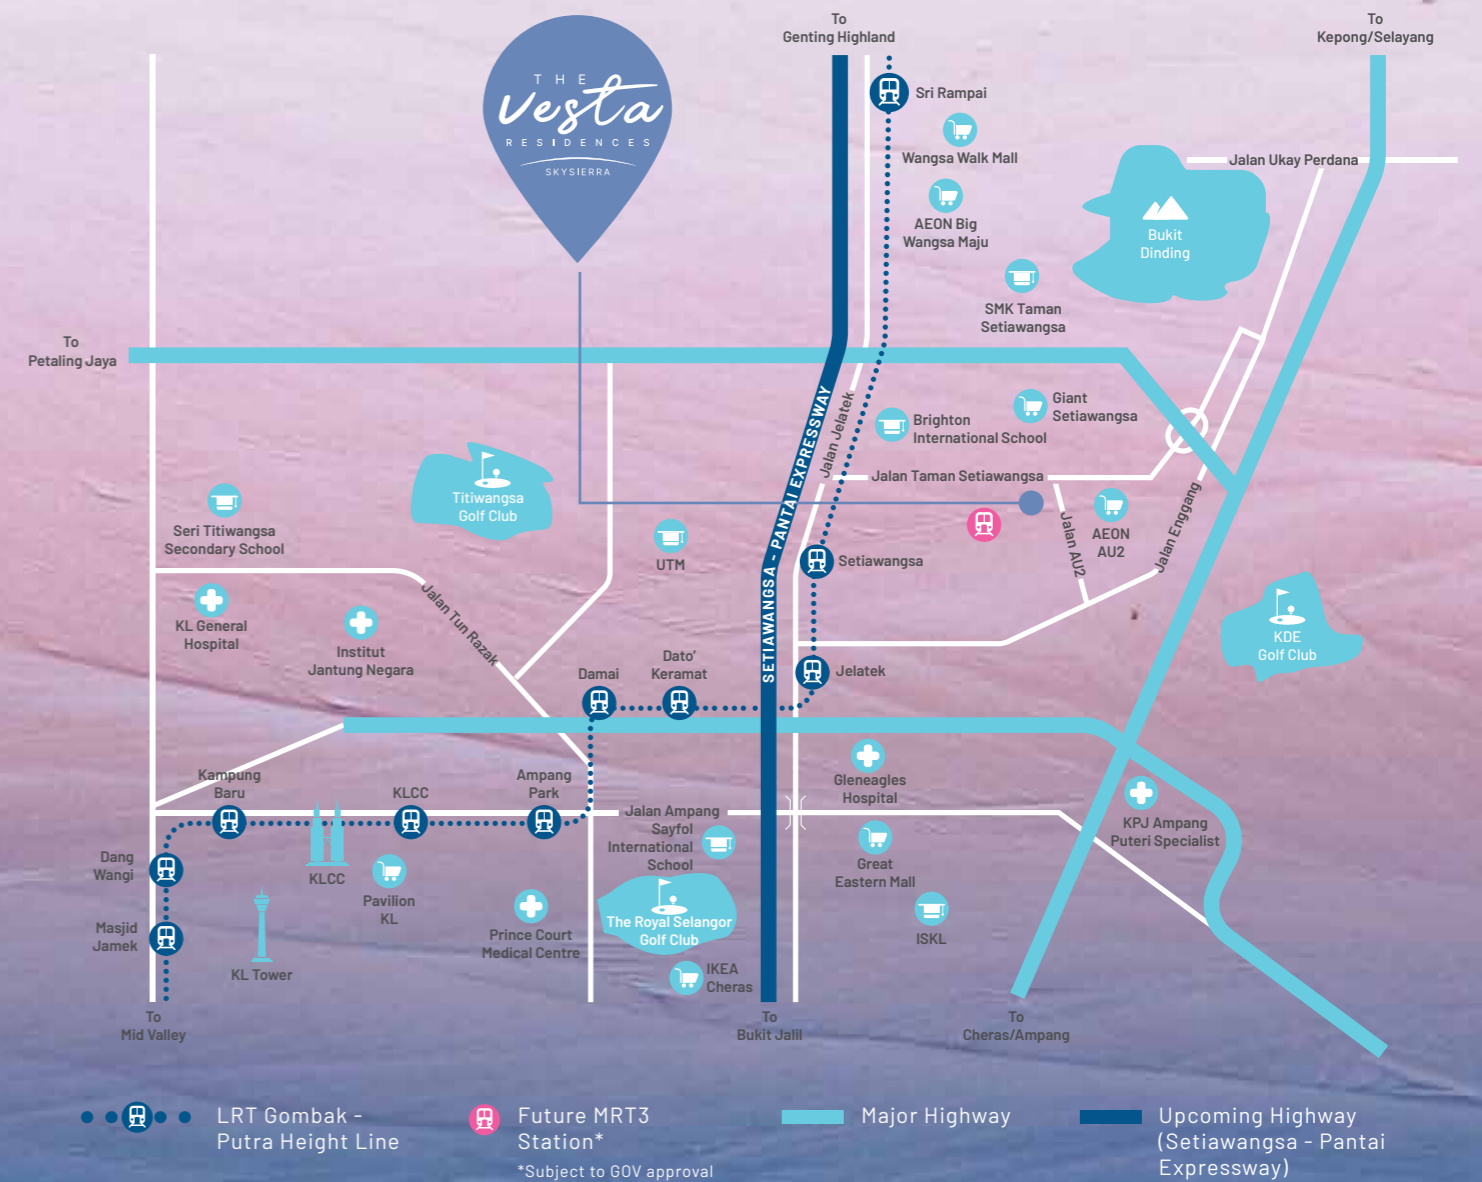 To
Genting Highland
To
Kepong/Selayang
THE
Vesta
RESIDENCES
SKYSIERRA
Sri Rampai
Wangsa Walk Mall
Jalan Ukay Perdana
AEON Big
Wangsa Maju
Bukit
Dinding
SMK Taman
Setiawangsa
To
Petaling Jaya
SETIAWANGSA - PANTAI EXPRESSWAY
Jalan Jelatek
Giant
Setiawangsa
Brighton
International School
Jalan Taman Setiawangsa
Titiwangsa
Golf Club
Seri Titiwangsa
Secondary School
UTM
Setiawangsa
Jalan AU2
AEON
AU2
Jalan Enggang
KL General
Hospital
Institut
Jantung Negara
Jalan Tun Razak
KDE
Golf Club
Damai
Dato'
Keramat
Jelatek
Kampung
Baru
KLCC
Ampang
Park
Jalan Ampang
Sayfol
International
School
Gleneagles
Hospital
KPJ Ampang
Puteri Specialist
Dang
Wangi
KLCC
Pavilion
KL
Great
Eastern Mall
Masjid
Jamek
KL Tower
Prince Court
Medical Centre
The Royal Selangor
Golf Club
ISKL
IKEA
Cheras
To
Mid Valley
To
Bukit Jalil
To
Cheras/Ampang
LRT Gombak -
Putra Height Line
Future MRT3
Station*
*Subject to GOV approval
Major Highway
Upcoming Highway
(Setiawangsa - Pantai
Expressway)